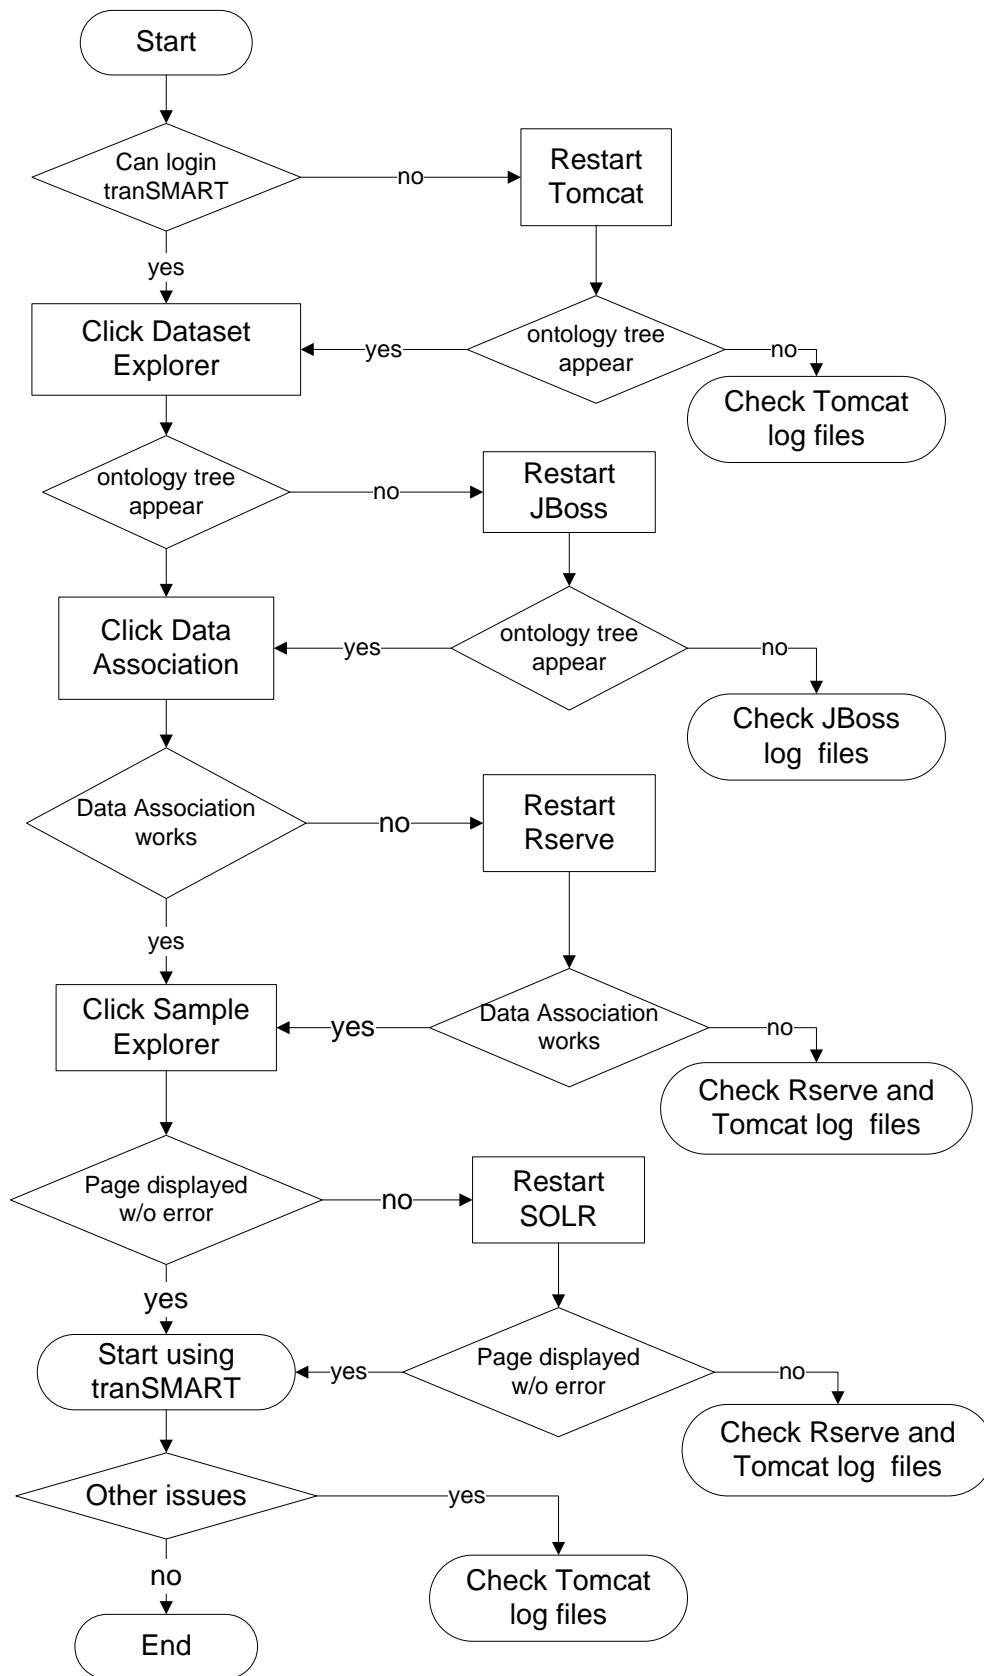 Start
Can login
tranSMART
no
Restart
Tomcat
yes
Click Dataset
Explorer
yes
ontology tree
appear
no
Check Tomcat
log files
ontology tree
appear
no
Restart
JBoss
Click Data
Association
yes
ontology tree
appear
no
Check JBoss
log files
Data Association
works
no
Restart
Rserve
yes
Click Sample
Explorer
yes
Data Association
works
no
Check Rserve and
Tomcat log files
Page displayed
w/o error
no
Restart
SOLR
yes
Start using
tranSMART
yes
Page displayed
w/o error
no
Check Rserve and
Tomcat log files
Other issues
yes
no
Check Tomcat
log files
End